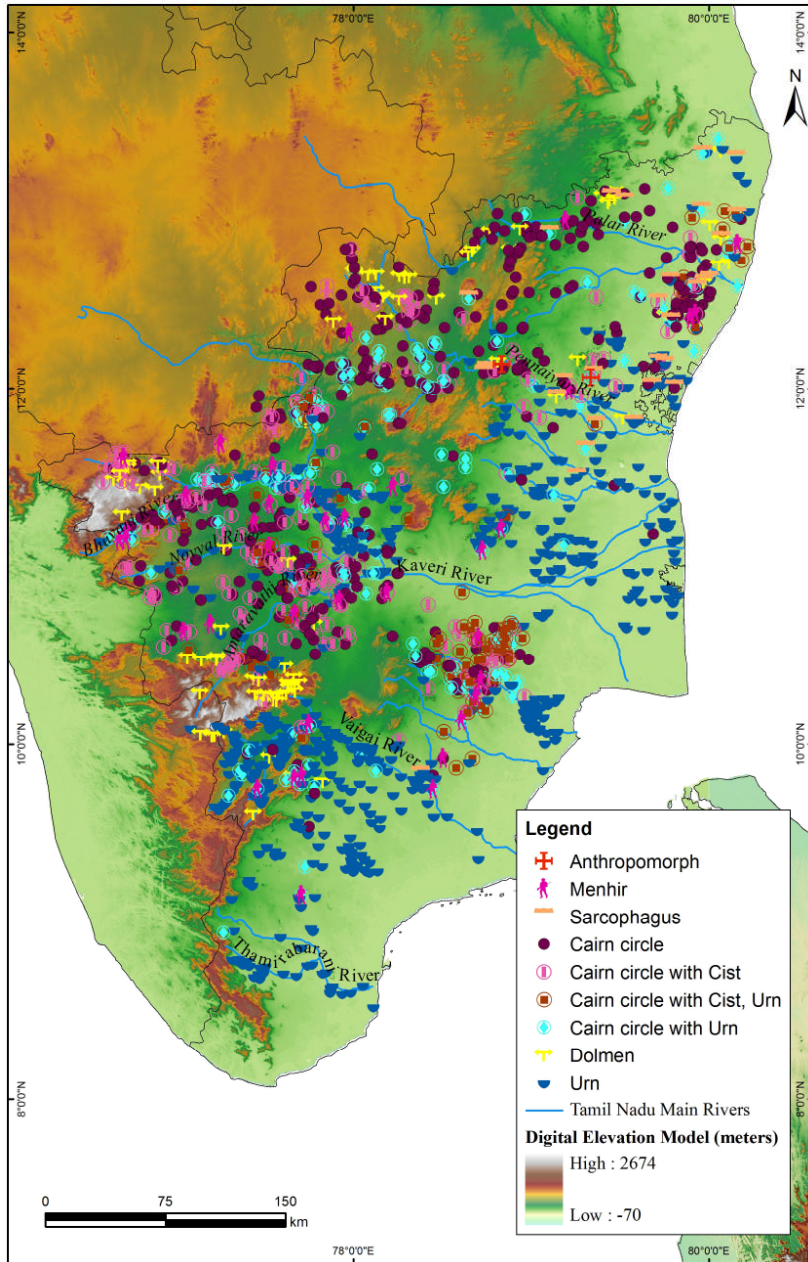 78°0'0"E
80°0'0"E
14°0'0"N
14°0'0"N
N
Palar River
Pennaiyar River
12°0'0"N
12°0'0"N
Bhavani River
Noyyal River
Amaravathi River
Kaveri River
10°0'0"N
10°0'0"N
Vaigai River
Thamirabarani River
Legend
Anthropomorph
Menhir
Sarcophagus
Cairn circle
Cairn circle with Cist
Cairn circle with Cist, Urn
Cairn circle with Urn
Dolmen
Urn
Tamil Nadu Main Rivers
Digital Elevation Model (meters)
High : 2674
Low : -70
8°0'0"N
8°0'0"N
0 75 150
km
78°0'0"E
80°0'0"E